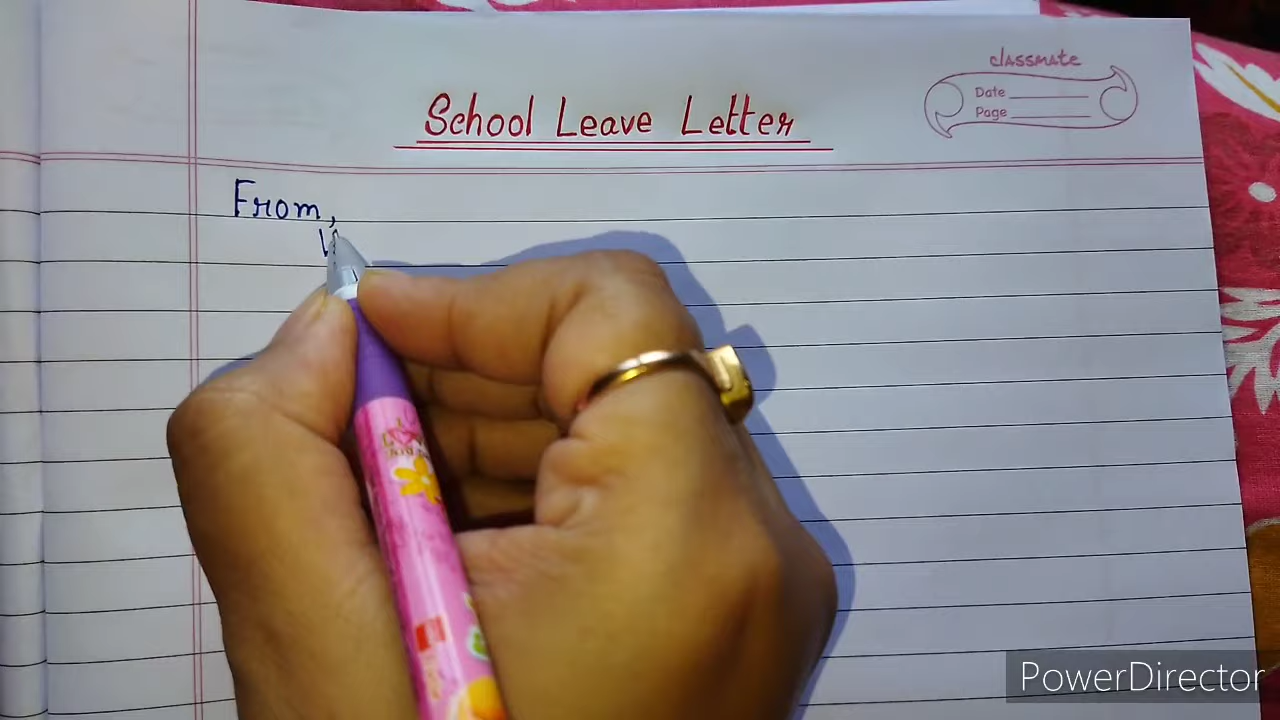 classmate
School Leave Letter
Date
Page
From,
PowerDirector